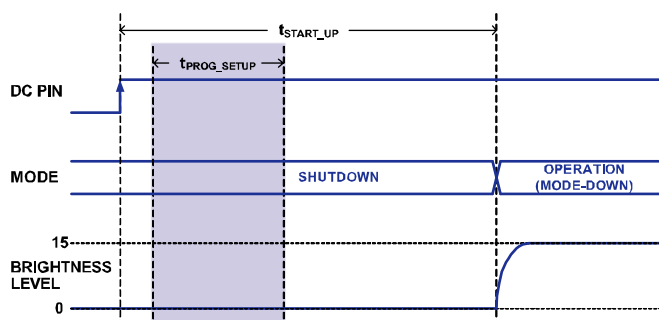 tSTART_UP
tPROG_SETUP
DC PIN
MODE
SHUTDOWN
OPERATION
(MODE-DOWN)
15
BRIGHTNESS
LEVEL
0